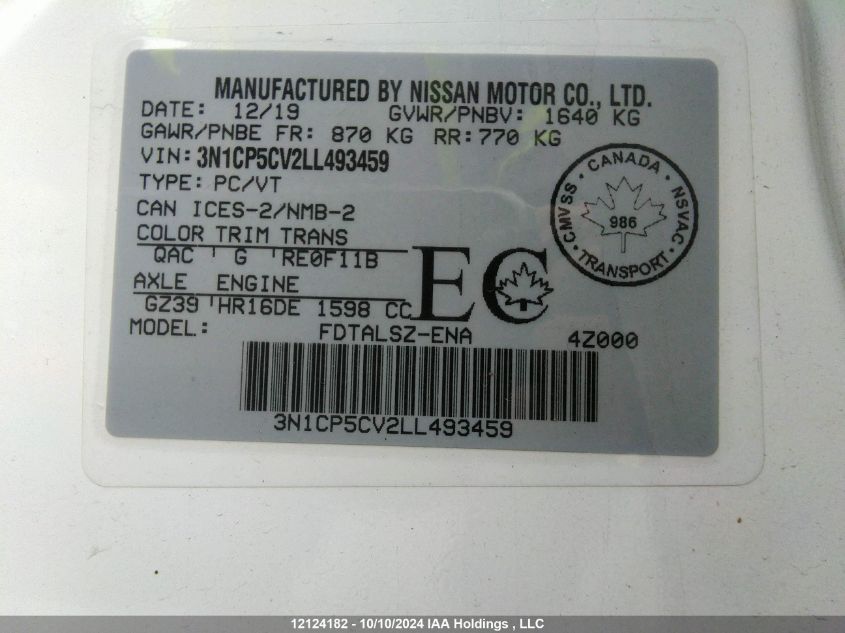 MANUFACTURED BY NISSAN MOTOR CO., LTD.
DATE: 12/19 GVWR/PNBV: 1640 KG
GAWR/PNBE FR: 870 KG RR: 770 KG
VIN: 3N1CP5CV2LL493459
TYPE: PC/VT
CAN ICES-2/NMB-2
COLOR TRIM TRANS
QAC ' G 'RE0F11B
AXLE ENGINE
GZ39 'HR16DE 1598 CC
EC
MODEL: FDTALSZ-ENA 4Z000
3N1CP5CV2LL493459
CMVSS · CANADA · NSVAC
986
· TRANSPORT ·
12124182 - 10/10/2024 IAA Holdings , LLC